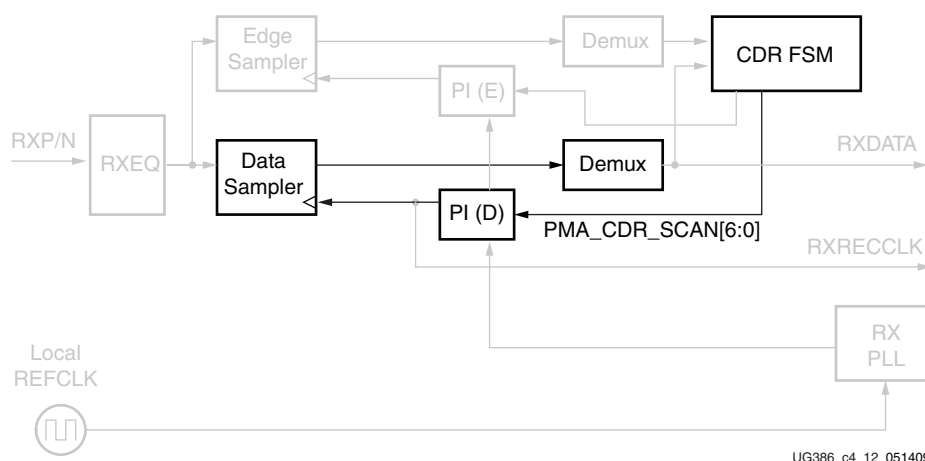 Edge
Sampler
Demux
CDR FSM
PI (E)
RXP/N
RXEQ
Data
Sampler
Demux
RXDATA
PI (D)
PMA_CDR_SCAN[6:0]
RXRECCLK
RX
PLL
Local
REFCLK
UG386_c4_12_051409